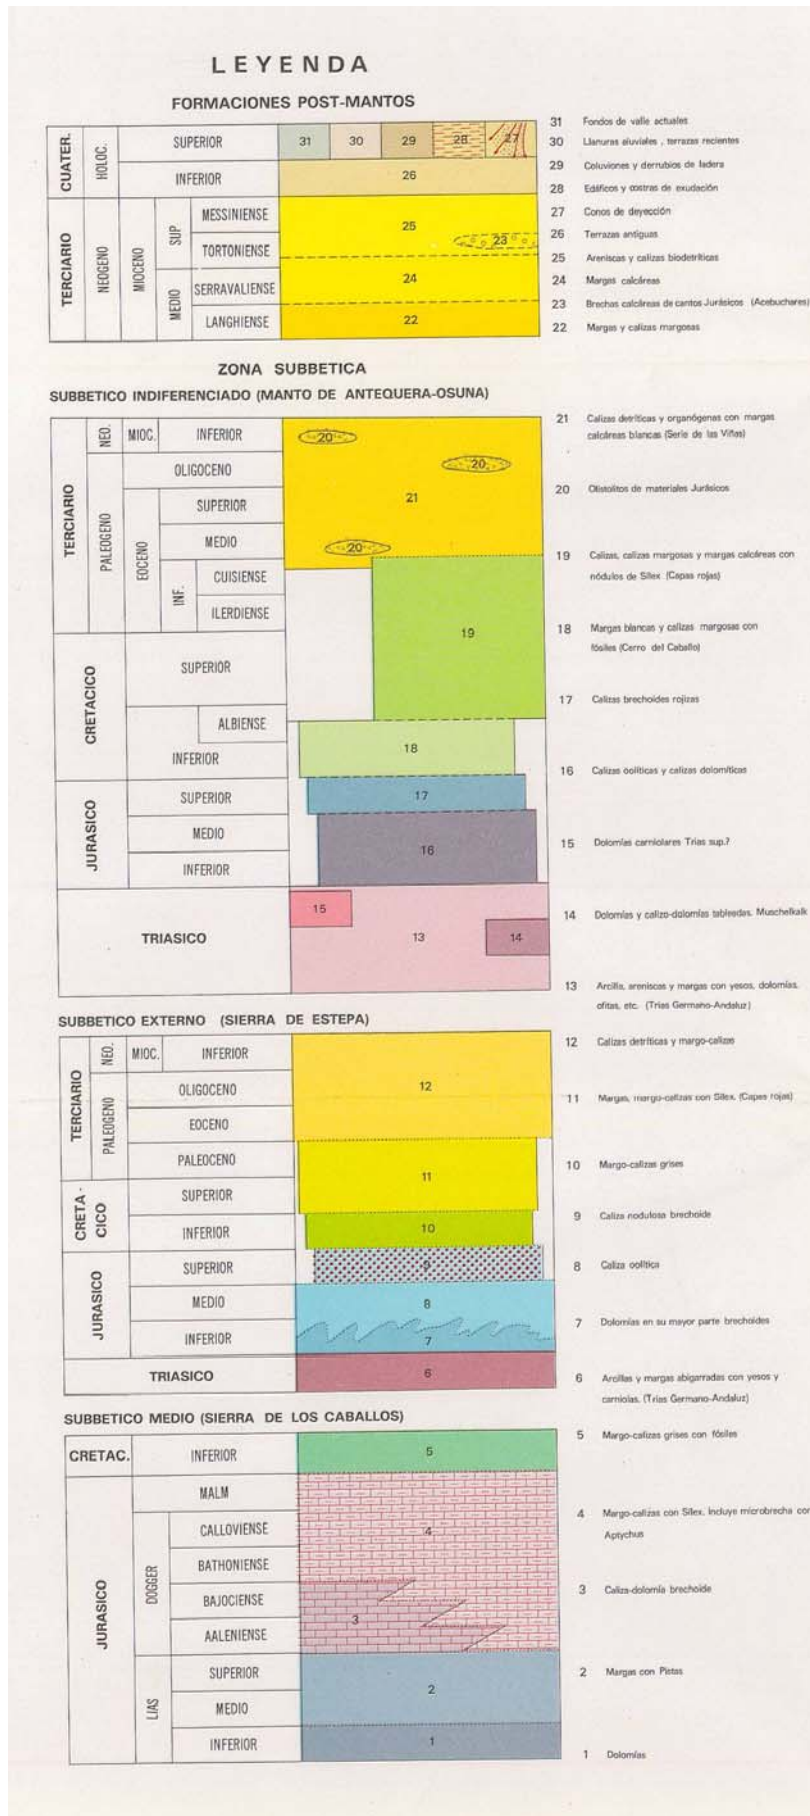 LEYENDA
FORMACIONES POST-MANTOS
CUATER.
HOLOC.
SUPERIOR
31
30
29
28
27
INFERIOR
26
TERCIARIO
NEOGENO
MIOCENO
SUP
MESSINIENSE
25
TORTONIENSE
23
MEDIO
SERRAVALIENSE
24
LANGHIENSE
22
31 Fondos de valle actuales
30 Llanuras aluviales , terrazas recientes
29 Coluviones y derrubios de ladera
28 Edificos y costras de exudación
27 Conos de deyección
26 Terrazas antiguas
25 Areniscas y calizas biodetríticas
24 Margas calcáreas
23 Brechas calcáreas de cantos Jurásicos (Acebuchares)
22 Margas y calizas margosas
ZONA SUBBETICA
SUBBETICO INDIFERENCIADO (MANTO DE ANTEQUERA-OSUNA)
TERCIARIO
NEO.
MIOC.
INFERIOR
20
PALEOGENO
OLIGOCENO
20
EOCENO
SUPERIOR
21
MEDIO
20
INF.
CUISIENSE
ILERDIENSE
19
CRETACICO
SUPERIOR
ALBIENSE
INFERIOR
18
JURASICO
SUPERIOR
17
MEDIO
16
INFERIOR
TRIASICO
15
13
14
21 Calizas detríticas y organógenas con margas
calcáreas blancas (Serie de las Viñas)
20 Olistolitos de materiales Jurásicos
19 Calizas, calizas margosas y margas calcáreas con
nódulos de Sílex (Capas rojas)
18 Margas blancas y calizas margosas con
fósiles (Cerro del Caballo)
17 Calizas brechoides rojizas
16 Calizas oolíticas y calizas dolomíticas
15 Dolomías carniolares Trias sup.?
14 Dolomías y calizo-dolomías tableadas. Muschelkalk
13 Arcilla, areniscas y margas con yesos, dolomías,
ofitas, etc. (Trias Germano-Andaluz)
SUBBETICO EXTERNO (SIERRA DE ESTEPA)
TERCIARIO
NEO.
MIOC.
INFERIOR
PALEOGENO
OLIGOCENO
12
EOCENO
PALEOCENO
11
CRETA-
CICO
SUPERIOR
INFERIOR
10
JURASICO
SUPERIOR
9
MEDIO
8
INFERIOR
7
TRIASICO
6
12 Calizas detríticas y margo-calizas
11 Margas, margo-calizas con Sílex. (Capas rojas)
10 Margo-calizas grises
9 Caliza nodulosa brechoide
8 Caliza oolítica
7 Dolomías en su mayor parte brechoides
6 Arcillas y margas abigarradas con yesos y
carniolas. (Trias Germano-Andaluz)
SUBBETICO MEDIO (SIERRA DE LOS CABALLOS)
CRETAC.
INFERIOR
5
JURASICO
MALM
DOGGER
CALLOVIENSE
4
BATHONIENSE
BAJOCIENSE
3
AALENIENSE
LIAS
SUPERIOR
2
MEDIO
INFERIOR
1
5 Margo-calizas grises con fósiles
4 Margo-calizas con Sílex. Incluye microbrecha con
Aptychus
3 Caliza-dolomía brechoide
2 Margas con Pistas
1 Dolomías